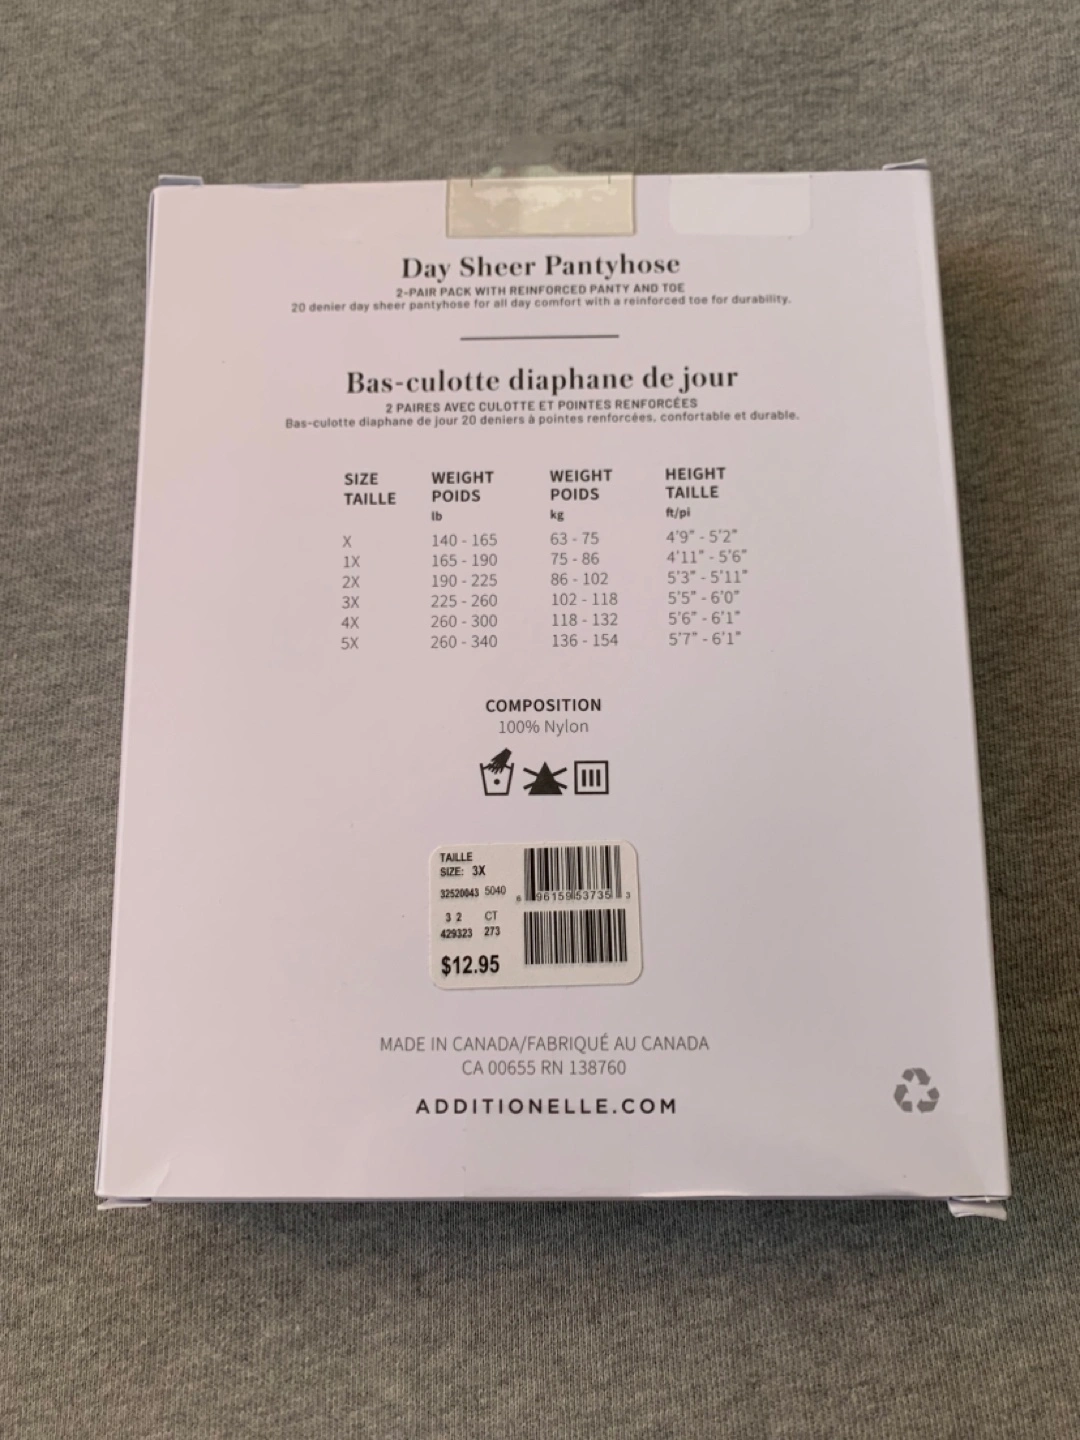 Day Sheer Pantyhose
2-PAIR PACK WITH REINFORCED PANTY AND TOE
20 denier day sheer pantyhose for all day comfort with a reinforced toe for durability.
Bas-culotte diaphane de jour
2 PAIRES AVEC CULOTTE ET POINTES RENFORCÉES
Bas-culotte diaphane de jour 20 deniers à pointes renforcées, confortable et durable.
SIZE WEIGHT WEIGHT HEIGHT
TAILLE POIDS POIDS TAILLE
lb kg ft/pi
X 140 - 165 63 - 75 4'9" - 5'2"
1X 165 - 190 75 - 86 4'11" - 5'6"
2X 190 - 225 86 - 102 5'3" - 5'11"
3X 225 - 260 102 - 118 5'5" - 6'0"
4X 260 - 300 118 - 132 5'6" - 6'1"
5X 260 - 340 136 - 154 5'7" - 6'1"
COMPOSITION
100% Nylon
TAILLE
SIZE: 3X
32520043 5040
6 96159 53735 3
3 2 CT
429323 273
$12.95
MADE IN CANADA/FABRIQUÉ AU CANADA
CA 00655 RN 138760
ADDITIONELLE.COM